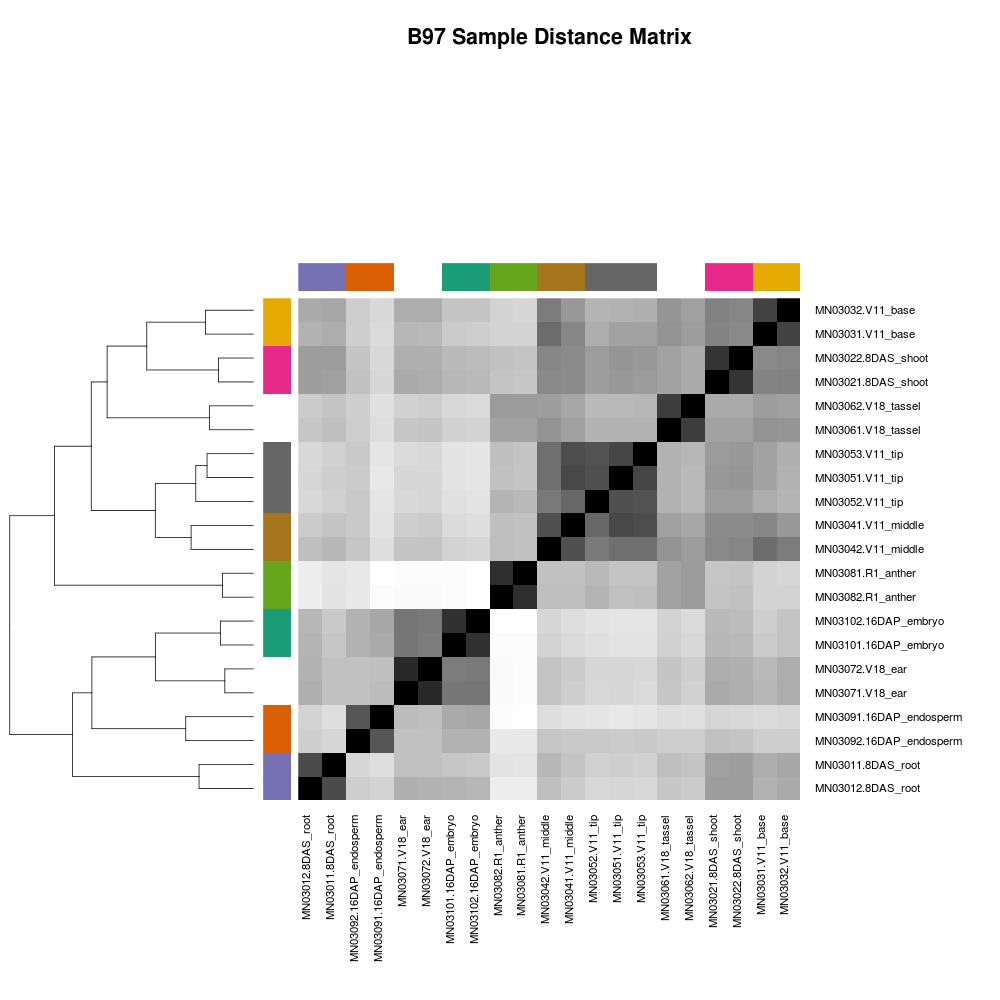 B97 Sample Distance Matrix
MN03032.V11_base
MN03031.V11_base
MN03022.8DAS_shoot
MN03021.8DAS_shoot
MN03062.V18_tassel
MN03061.V18_tassel
MN03053.V11_tip
MN03051.V11_tip
MN03052.V11_tip
MN03041.V11_middle
MN03042.V11_middle
MN03081.R1_anther
MN03082.R1_anther
MN03102.16DAP_embryo
MN03101.16DAP_embryo
MN03072.V18_ear
MN03071.V18_ear
MN03091.16DAP_endosperm
MN03092.16DAP_endosperm
MN03011.8DAS_root
MN03012.8DAS_root
MN03012.8DAS_root
MN03011.8DAS_root
MN03092.16DAP_endosperm
MN03091.16DAP_endosperm
MN03071.V18_ear
MN03072.V18_ear
MN03101.16DAP_embryo
MN03102.16DAP_embryo
MN03082.R1_anther
MN03081.R1_anther
MN03042.V11_middle
MN03041.V11_middle
MN03052.V11_tip
MN03051.V11_tip
MN03053.V11_tip
MN03061.V18_tassel
MN03062.V18_tassel
MN03021.8DAS_shoot
MN03022.8DAS_shoot
MN03031.V11_base
MN03032.V11_base